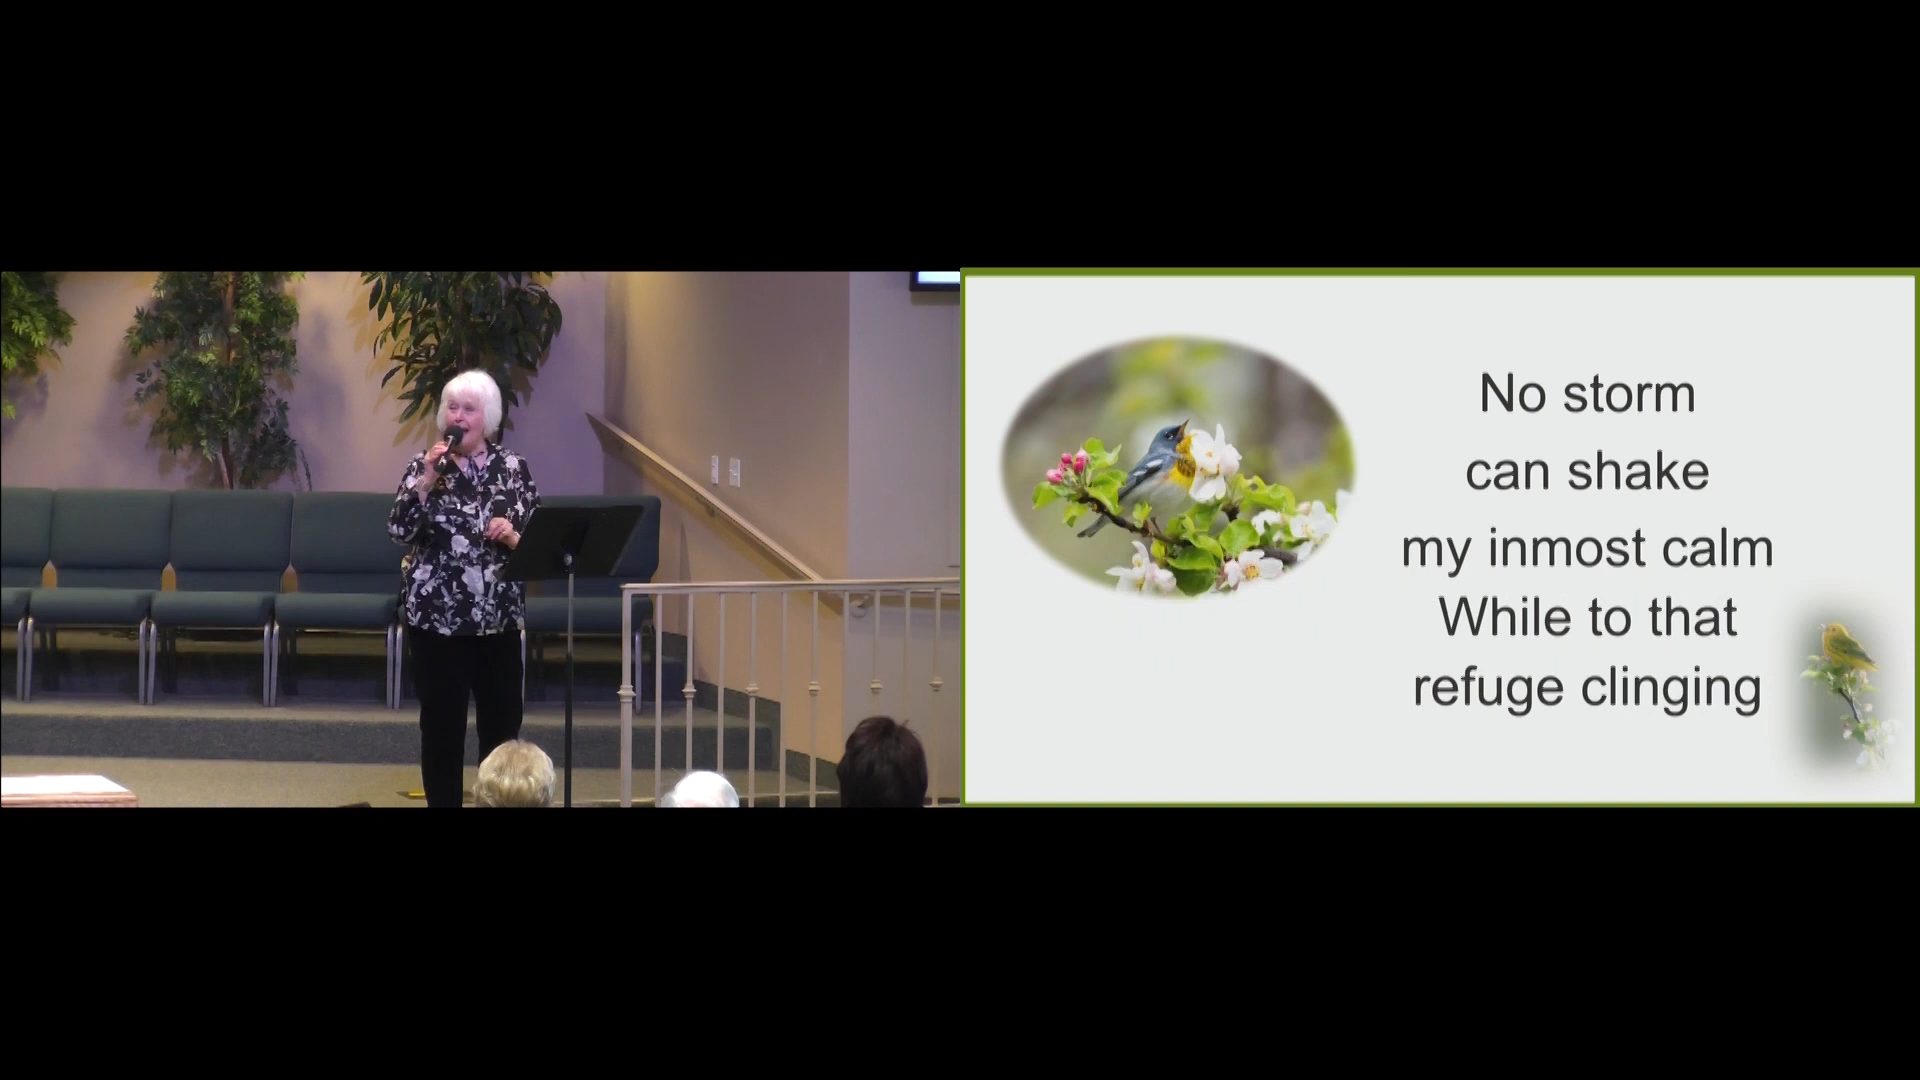 No storm
can shake
my inmost calm
While to that
refuge clinging